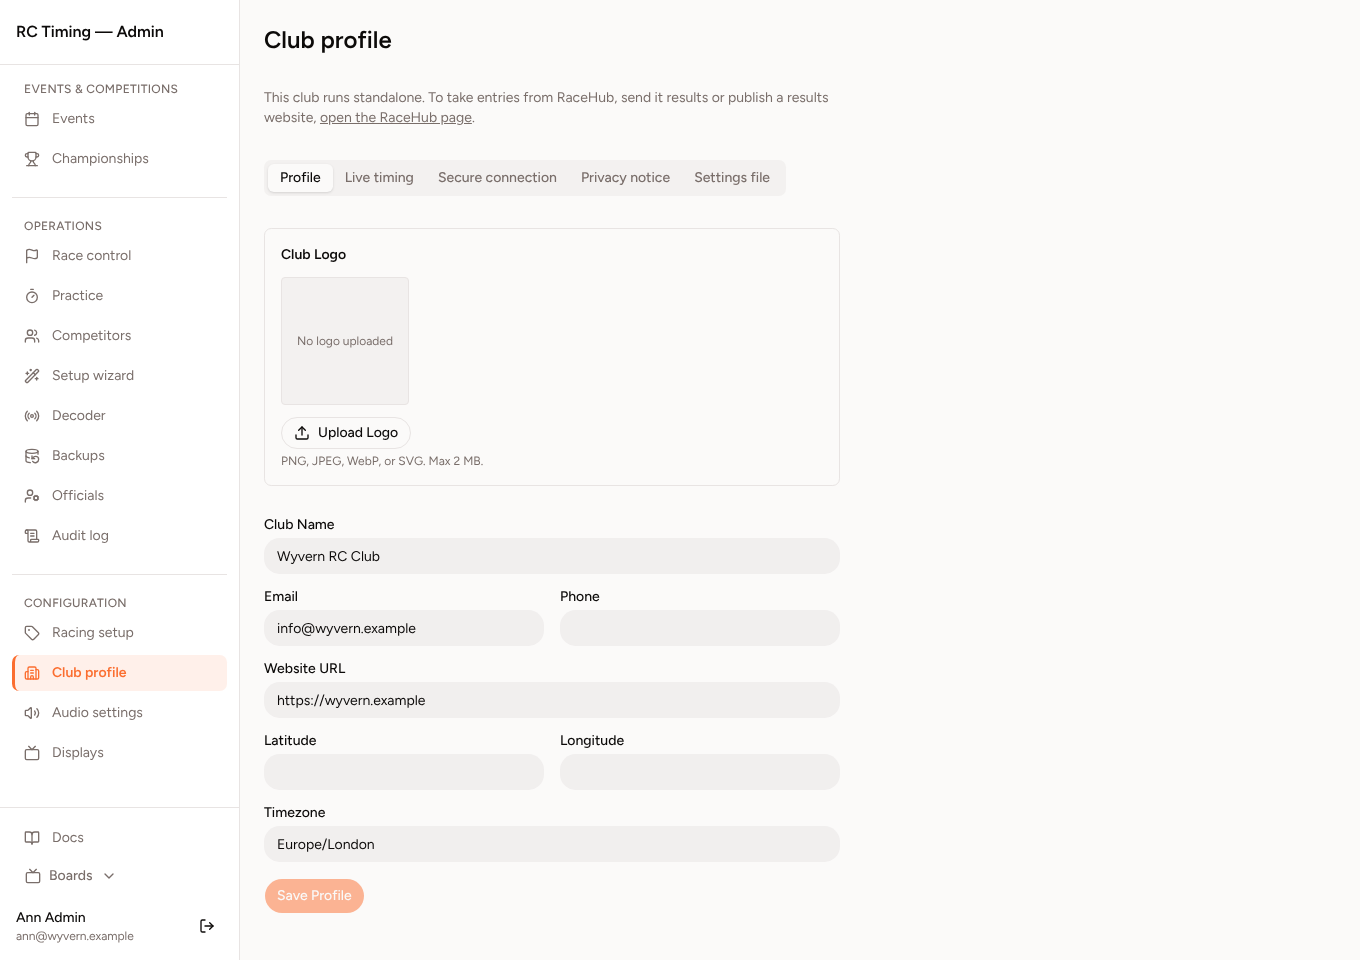 RC Timing — Admin
EVENTS & COMPETITIONS
Events
Championships
OPERATIONS
Race control
Practice
Competitors
Setup wizard
Decoder
Backups
Officials
Audit log
CONFIGURATION
Racing setup
Club profile
Audio settings
Displays
Docs
Boards
Ann Admin
ann@wyvern.example
Club profile
This club runs standalone. To take entries from RaceHub, send it results or publish a results
website, open the RaceHub page.
Profile Live timing Secure connection Privacy notice Settings file
Club Logo
No logo uploaded
Upload Logo
PNG, JPEG, WebP, or SVG. Max 2 MB.
Club Name
Wyvern RC Club
Email Phone
info@wyvern.example
Website URL
https://wyvern.example
Latitude Longitude
Timezone
Europe/London
Save Profile